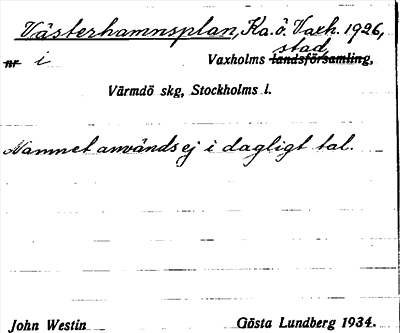 Västerhamnsplan, Ka. ö. Vaxh. 1926,
nr i Vaxholms landsförsamling, stad
Värmdö skg, Stockholms l.
Namnet används ej i dagligt tal.
John Westin Gösta Lundberg 1934.